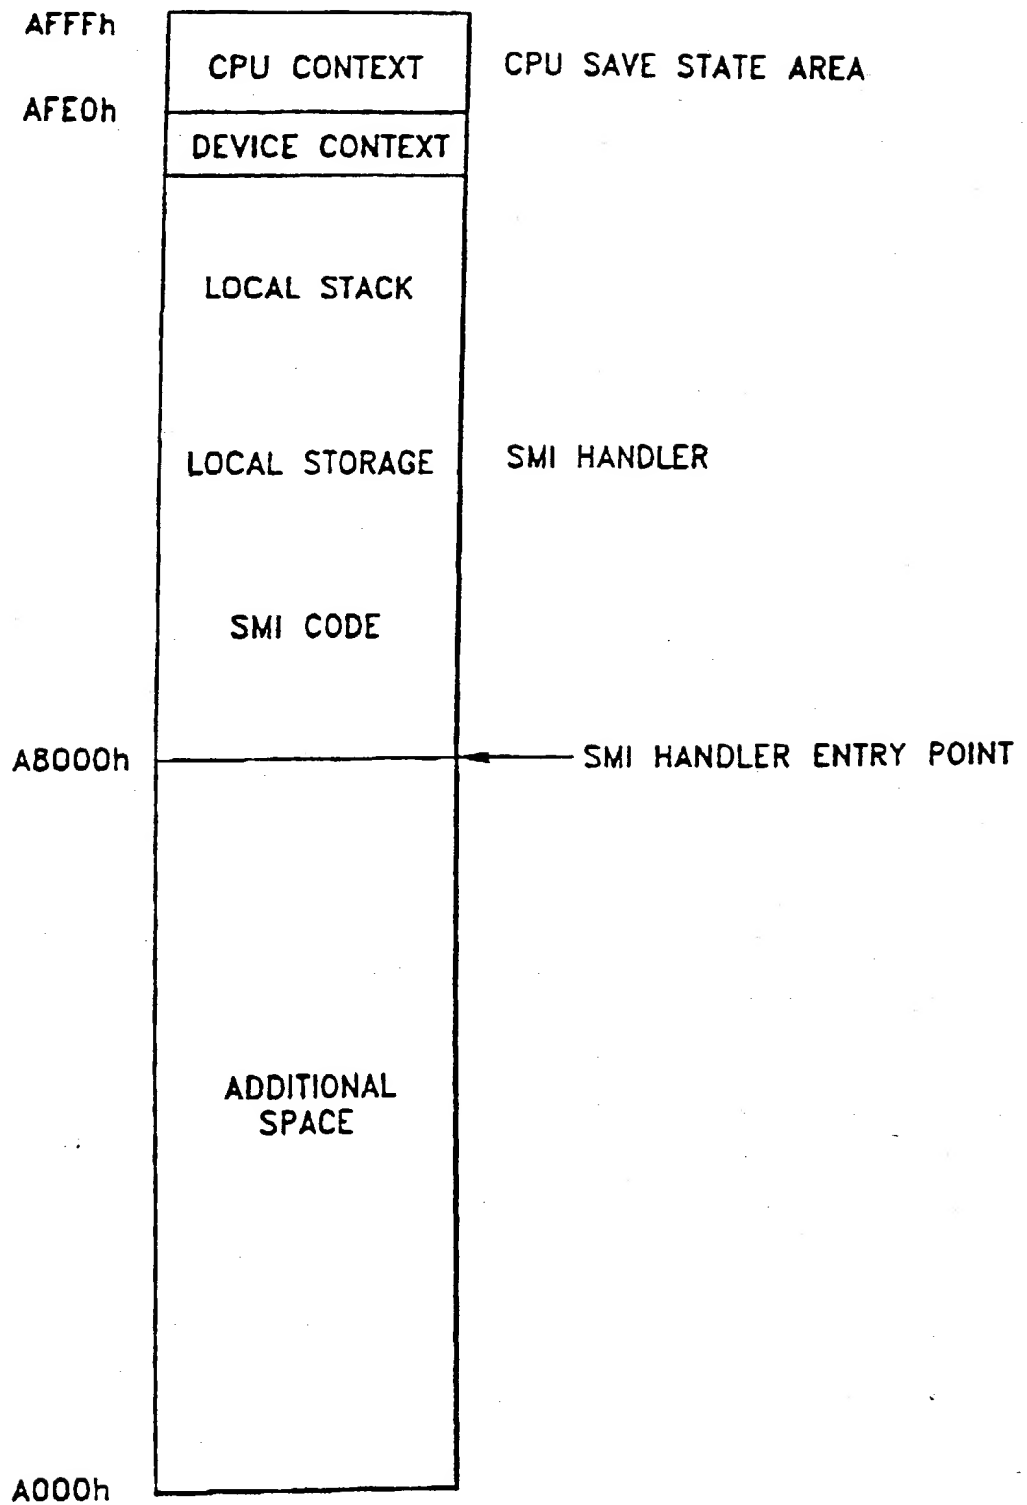 AFFFh
CPU CONTEXT
CPU SAVE STATE AREA
AFE0h
DEVICE CONTEXT
LOCAL STACK
LOCAL STORAGE
SMI HANDLER
SMI CODE
A8000h
SMI HANDLER ENTRY POINT
ADDITIONAL
SPACE
A000h